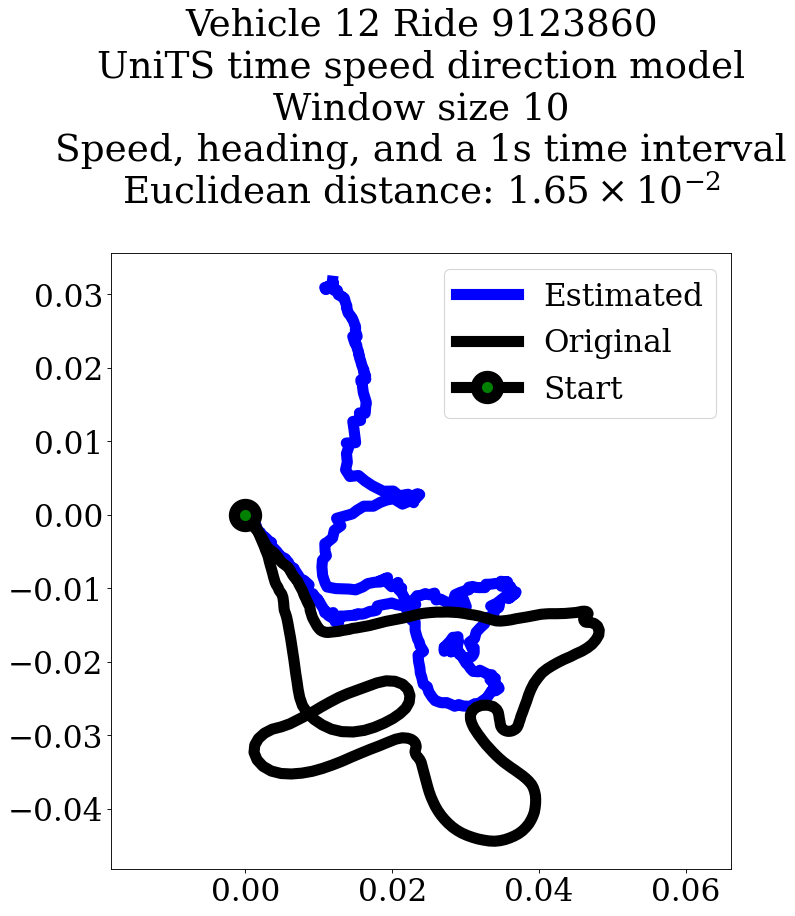 Vehicle 12 Ride 9123860
UniTS time speed direction model
Window size 10
Speed, heading, and a 1s time interval
Euclidean distance: 1.65 × 10⁻²
Estimated
Original
Start
0.03
0.02
0.01
0.00
−0.01
−0.02
−0.03
−0.04
0.00 0.02 0.04 0.06